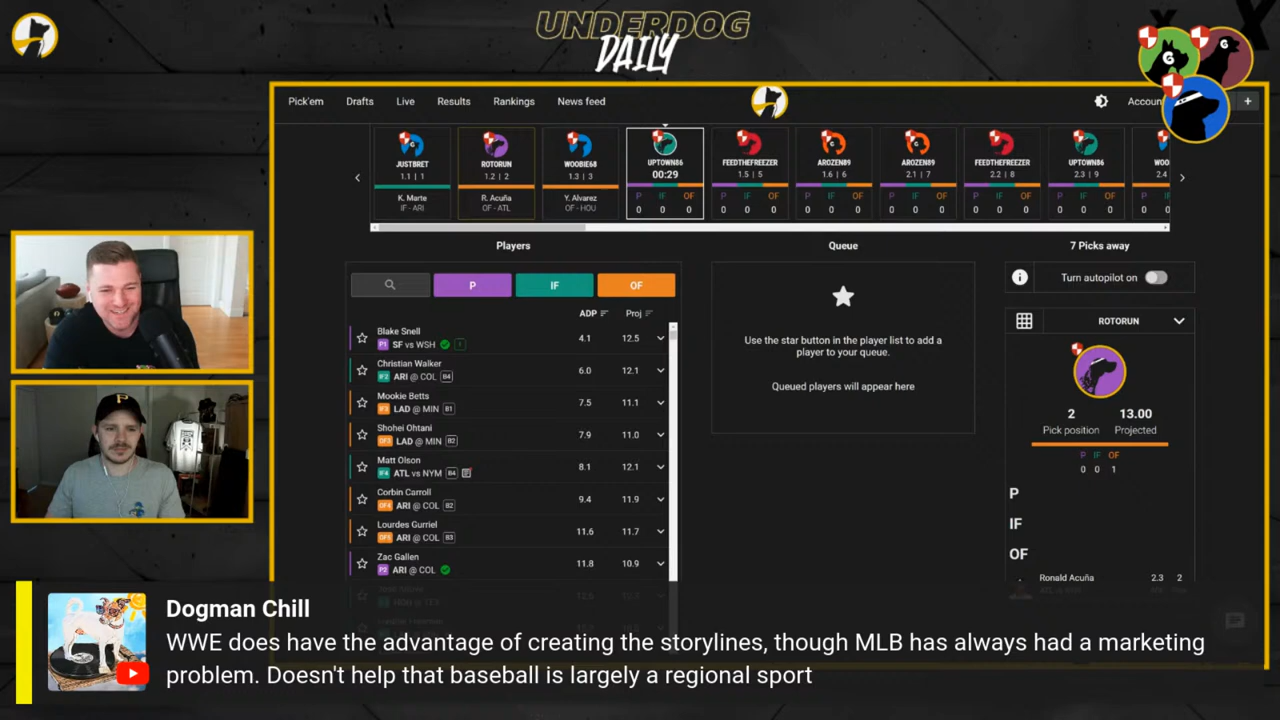 UNDERDOG
DAILY
Pick'em
Drafts
Live
Results
Rankings
News feed
Accoun
+
JUSTBRET
1.1 | 1
K. Marte
IF - ARI
ROTORUN
1.2 | 2
R. Acuña
OF - ATL
WOOBIE68
1.3 | 3
Y. Alvarez
OF - HOU
UPTOWN86
00:29
P IF OF
0 0 0
FEEDTHEFREEZER
1.5 | 5
P IF OF
0 0 0
AROZEN89
1.6 | 6
P IF OF
0 0 0
AROZEN89
2.1 | 7
P IF OF
0 0 0
FEEDTHEFREEZER
2.2 | 8
P IF OF
0 0 0
UPTOWN86
2.3 | 9
P IF OF
0 0 0
WOO
2.4
P
0
Players
Queue
7 Picks away
P
IF
OF
ADP
Proj
Blake Snell
P1 SF vs WSH
4.1 12.5
Christian Walker
IF2 ARI @ COL B4
6.0 12.1
Mookie Betts
LAD @ MIN B1
7.5 11.1
Shohei Ohtani
LAD @ MIN B2
7.9 11.0
Matt Olson
ATL vs NYM B4
8.1 12.1
Corbin Carroll
ARI @ COL B2
9.4 11.9
Lourdes Gurriel
ARI @ COL B3
11.6 11.7
Zac Gallen
P2 ARI @ COL
11.8 10.9
Use the star button in the player list to add a
player to your queue.
Queued players will appear here
Turn autopilot on
ROTORUN
2 13.00
Pick position Projected
P IF OF
0 0 1
P
IF
OF
Ronald Acuña 2.3 2
Dogman Chill
WWE does have the advantage of creating the storylines, though MLB has always had a marketing
problem. Doesn't help that baseball is largely a regional sport